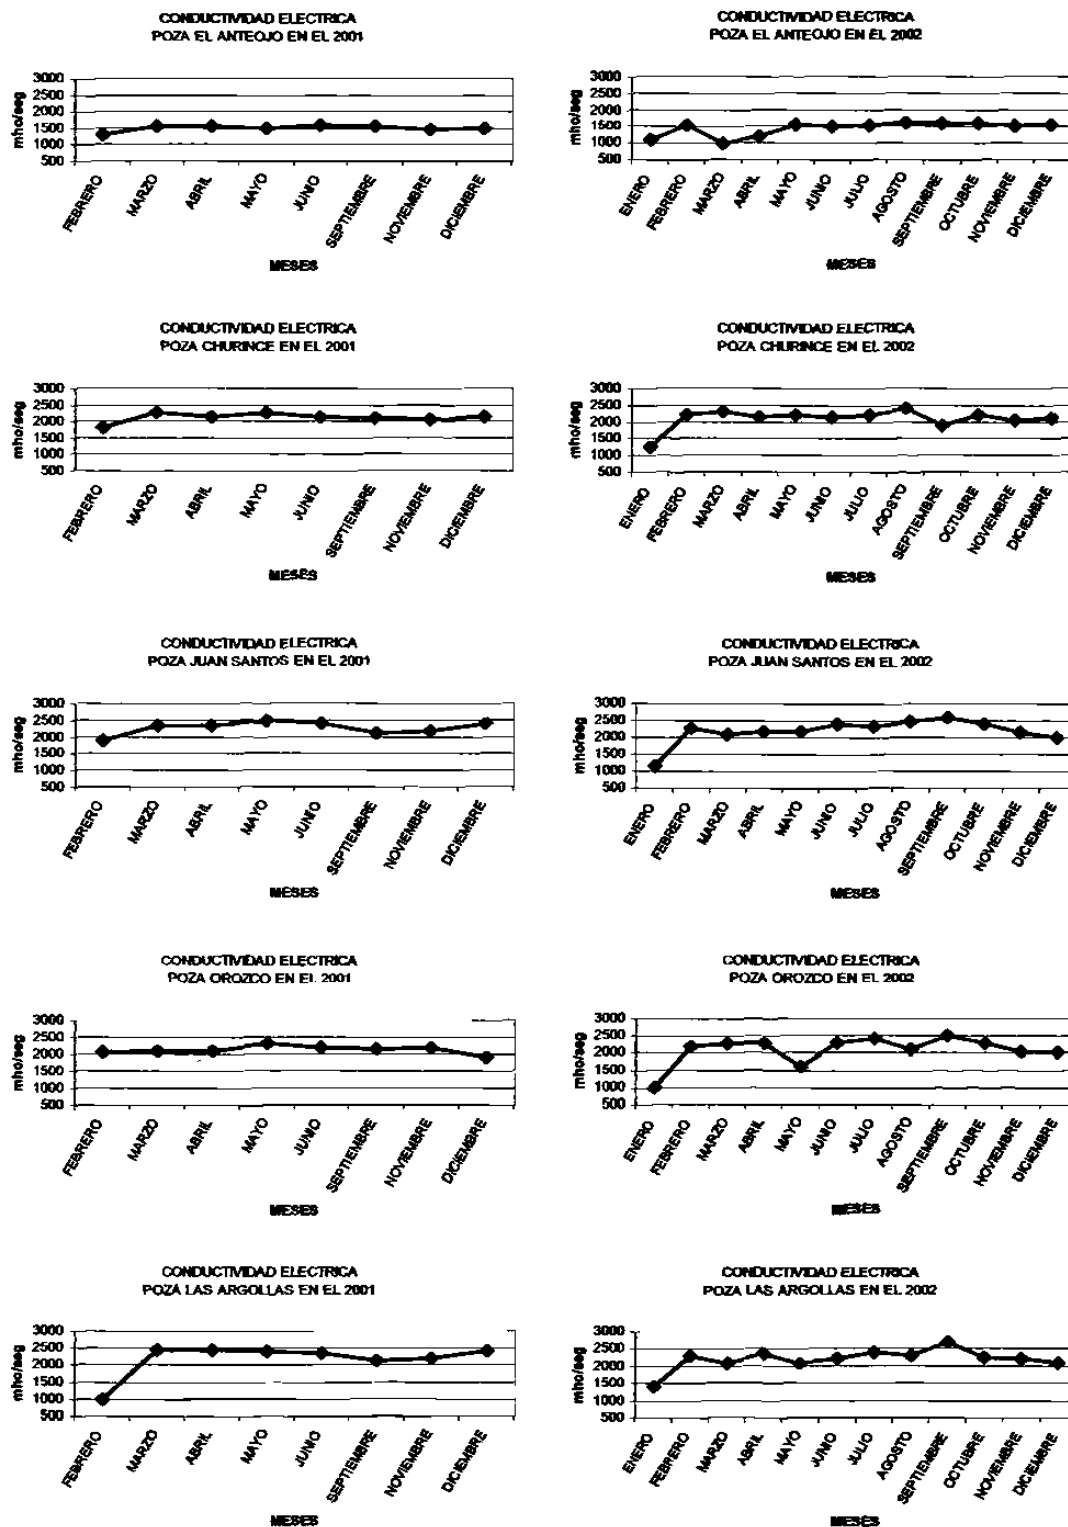 CONDUCTIVIDAD ELECTRICA
POZA EL ANTEOJO EN EL 2001
3000
2500
2000
1500
1000
500
mho/seg
FEBRERO
MARZO
ABRIL
MAYO
JUNIO
SEPTIEMBRE
NOVIEMBRE
DICIEMBRE
MESES
CONDUCTIVIDAD ELECTRICA
POZA EL ANTEOJO EN EL 2002
3000
2500
2000
1500
1000
500
mho/seg
ENERO
FEBRERO
MARZO
ABRIL
MAYO
JUNIO
JULIO
AGOSTO
SEPTIEMBRE
OCTUBRE
NOVIEMBRE
DICIEMBRE
MESES
CONDUCTIVIDAD ELECTRICA
POZA CHURINCE EN EL 2001
3000
2500
2000
1500
1000
500
mho/seg
FEBRERO
MARZO
ABRIL
MAYO
JUNIO
SEPTIEMBRE
NOVIEMBRE
DICIEMBRE
MESES
CONDUCTIVIDAD ELECTRICA
POZA CHURINCE EN EL 2002
3000
2500
2000
1500
1000
500
mho/seg
ENERO
FEBRERO
MARZO
ABRIL
MAYO
JUNIO
JULIO
AGOSTO
SEPTIEMBRE
OCTUBRE
NOVIEMBRE
DICIEMBRE
MESES
CONDUCTIVIDAD ELECTRICA
POZA JUAN SANTOS EN EL 2001
3000
2500
2000
1500
1000
500
mho/seg
FEBRERO
MARZO
ABRIL
MAYO
JUNIO
SEPTIEMBRE
NOVIEMBRE
DICIEMBRE
MESES
CONDUCTIVIDAD ELECTRICA
POZA JUAN SANTOS EN EL 2002
3000
2500
2000
1500
1000
500
mho/seg
ENERO
FEBRERO
MARZO
ABRIL
MAYO
JUNIO
JULIO
AGOSTO
SEPTIEMBRE
OCTUBRE
NOVIEMBRE
DICIEMBRE
MESES
CONDUCTIVIDAD ELECTRICA
POZA OROZCO EN EL 2001
3000
2500
2000
1500
1000
500
mho/seg
FEBRERO
MARZO
ABRIL
MAYO
JUNIO
SEPTIEMBRE
NOVIEMBRE
DICIEMBRE
MESES
CONDUCTIVIDAD ELECTRICA
POZA OROZCO EN EL 2002
3000
2500
2000
1500
1000
500
mho/seg
ENERO
FEBRERO
MARZO
ABRIL
MAYO
JUNIO
JULIO
AGOSTO
SEPTIEMBRE
OCTUBRE
NOVIEMBRE
DICIEMBRE
MESES
CONDUCTIVIDAD ELECTRICA
POZA LAS ARGOLLAS EN EL 2001
3000
2500
2000
1500
1000
500
mho/seg
FEBRERO
MARZO
ABRIL
MAYO
JUNIO
SEPTIEMBRE
NOVIEMBRE
DICIEMBRE
MESES
CONDUCTIVIDAD ELECTRICA
POZA LAS ARGOLLAS EN EL 2002
3000
2500
2000
1500
1000
500
mho/seg
ENERO
FEBRERO
MARZO
ABRIL
MAYO
JUNIO
JULIO
AGOSTO
SEPTIEMBRE
OCTUBRE
NOVIEMBRE
DICIEMBRE
MESES